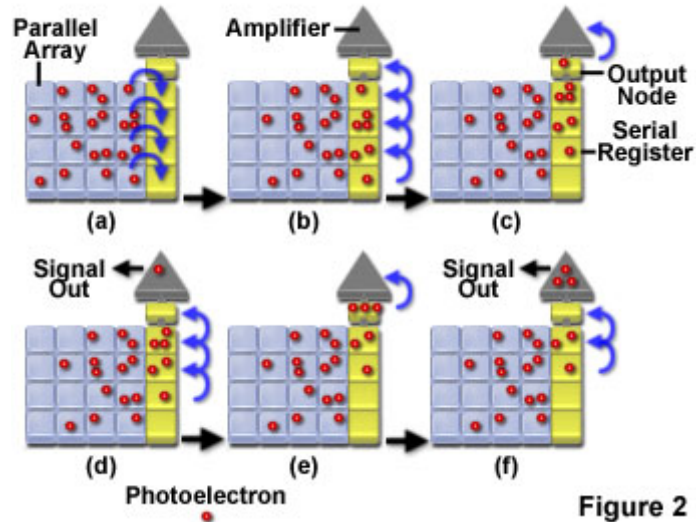 Parallel
Array
Amplifier
Output
Node
Serial
Register
(a)
(b)
(c)
Signal
Out
Signal
Out
(d)
(e)
(f)
Photoelectron
Figure 2